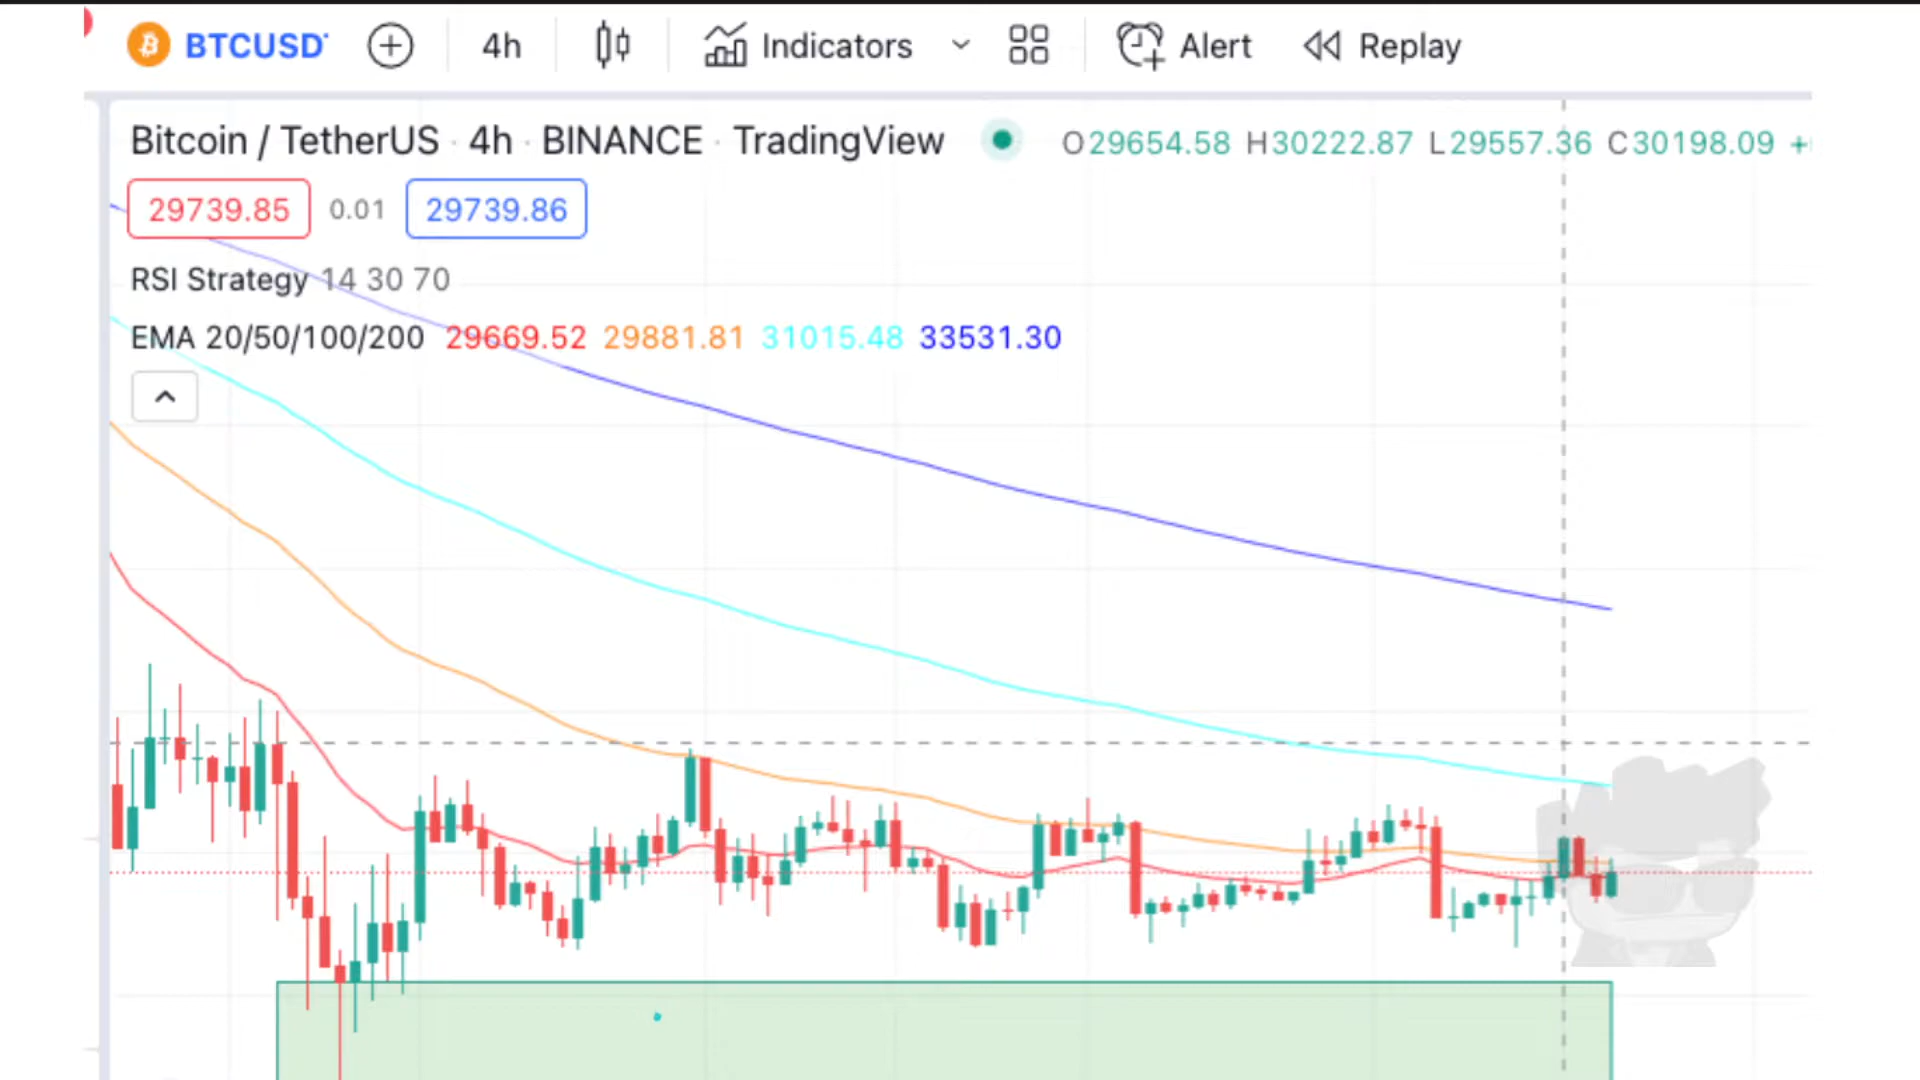 BTCUSD 4h Indicators Alert Replay
Bitcoin / TetherUS · 4h · BINANCE · TradingView O29654.58 H30222.87 L29557.36 C30198.09
29739.85 0.01 29739.86
RSI Strategy 14 30 70
EMA 20/50/100/200 29669.52 29881.81 31015.48 33531.30